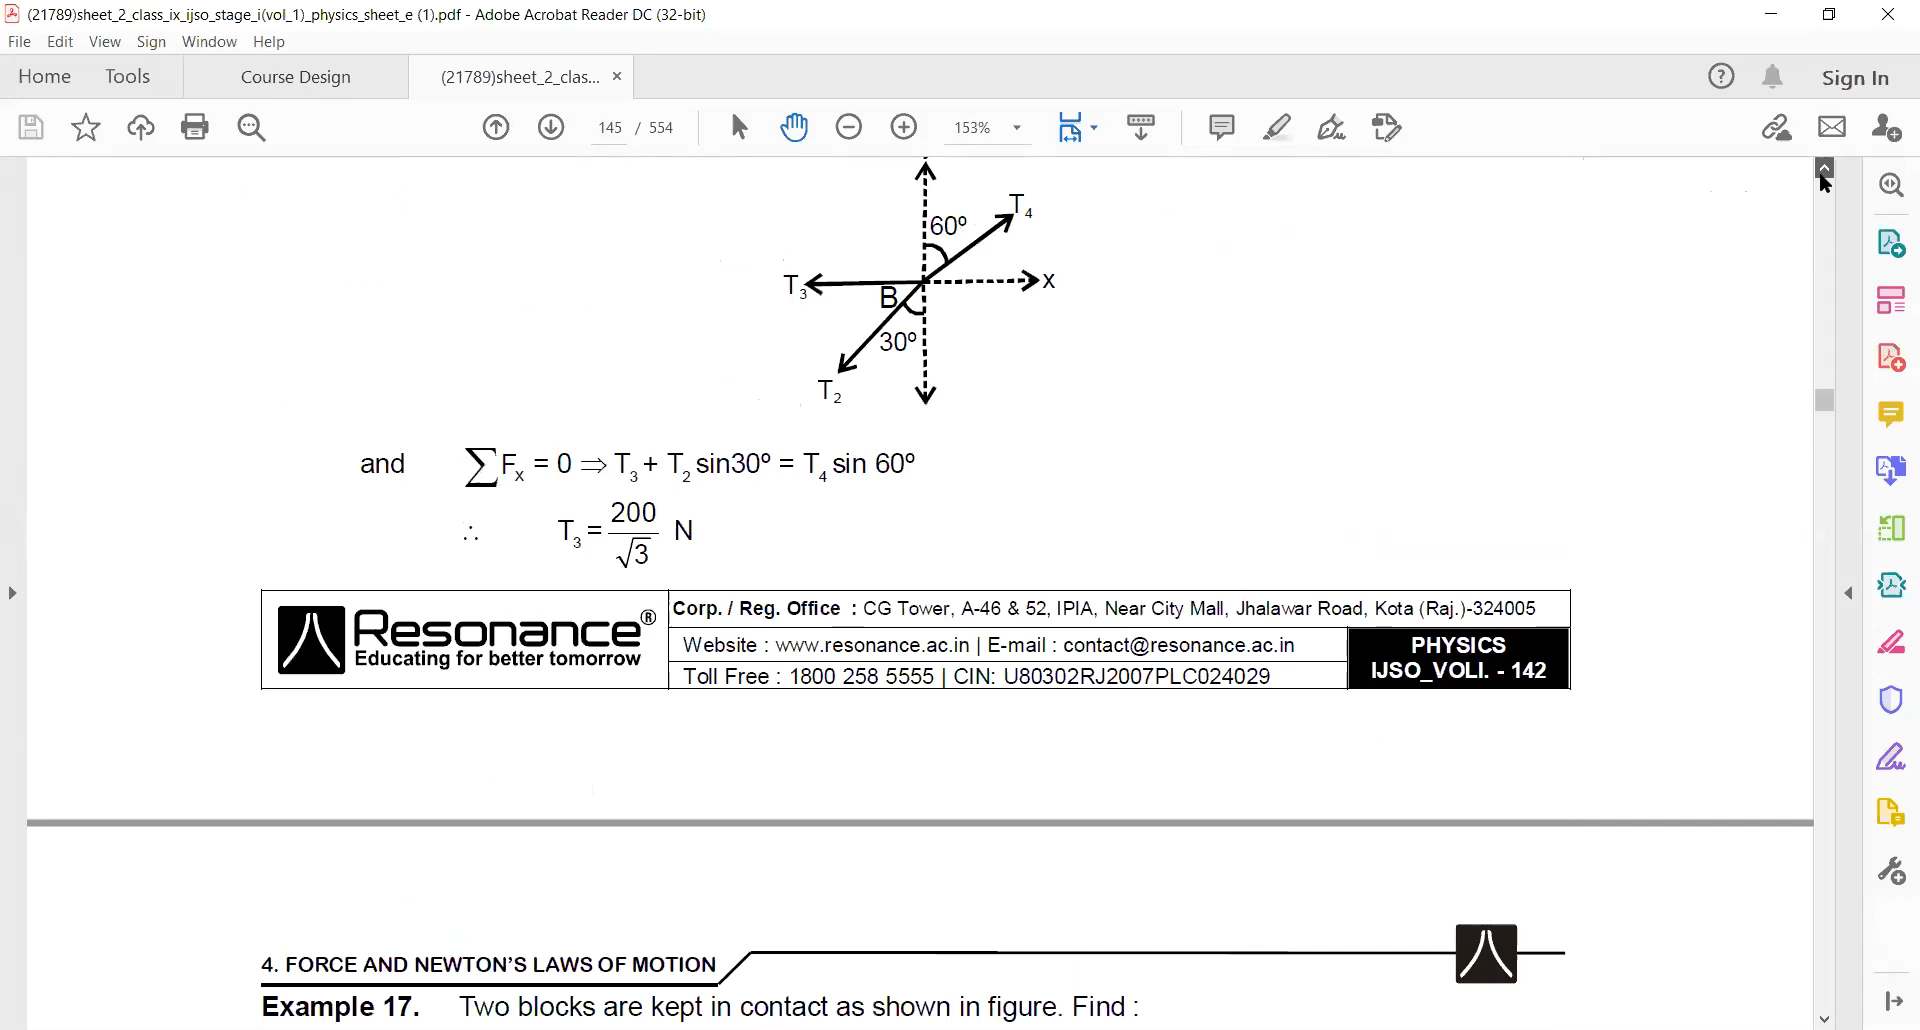 (21789)sheet_2_class_ix_ijso_stage_i(vol_1)_physics_sheet_e (1).pdf - Adobe Acrobat Reader DC (32-bit)
File Edit View Sign Window Help
Home Tools Course Design (21789)sheet_2_clas... × Sign In
145 / 554 153%
T4
60º
T3 B x
30º
T2
and ∑Fx = 0 ⇒ T3 + T2 sin30º = T4 sin 60º
∴ T3 = 200/√3 N
Resonance®
Educating for better tomorrow
Corp. / Reg. Office : CG Tower, A-46 & 52, IPIA, Near City Mall, Jhalawar Road, Kota (Raj.)-324005
Website : www.resonance.ac.in | E-mail : contact@resonance.ac.in
Toll Free : 1800 258 5555 | CIN: U80302RJ2007PLC024029
PHYSICS
IJSO_VOLI. - 142
4. FORCE AND NEWTON'S LAWS OF MOTION
Example 17. Two blocks are kept in contact as shown in figure. Find :